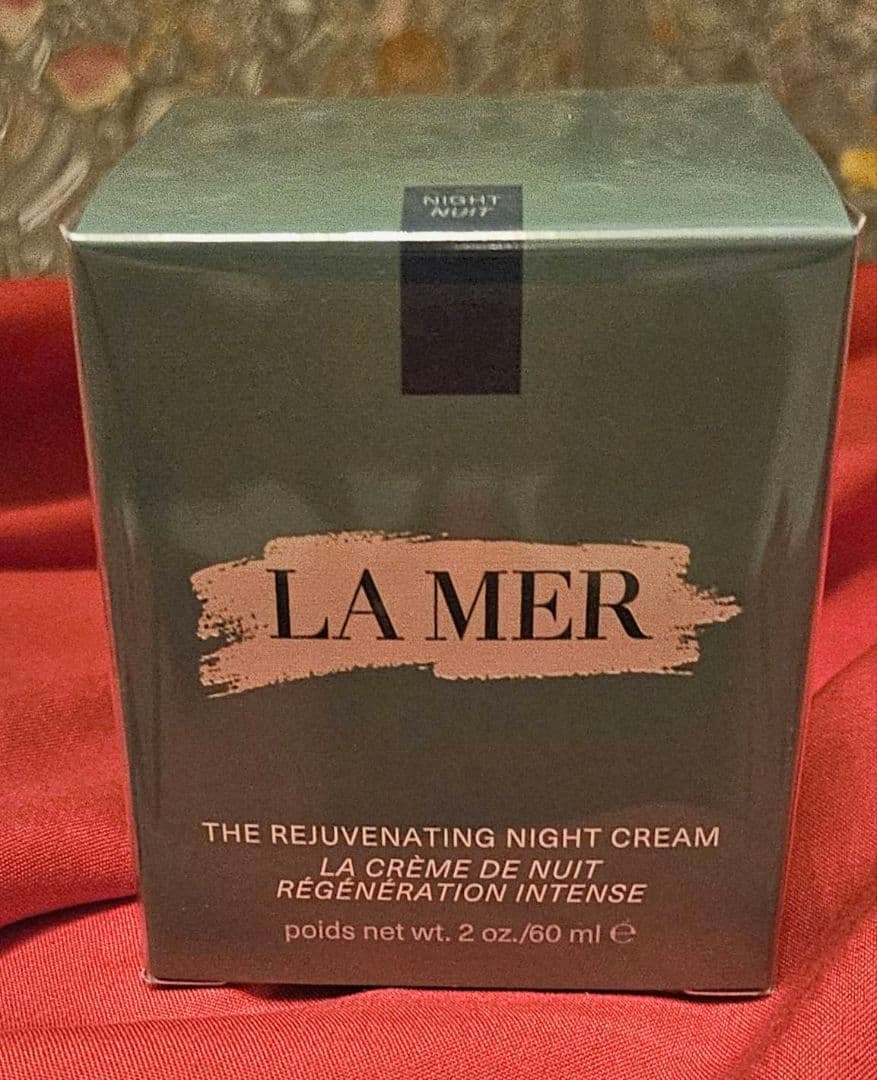 NIGHT
NUIT
LA MER
THE REJUVENATING NIGHT CREAM
LA CRÈME DE NUIT
RÉGÉNÉRATION INTENSE
poids net wt. 2 oz./60 ml ℮